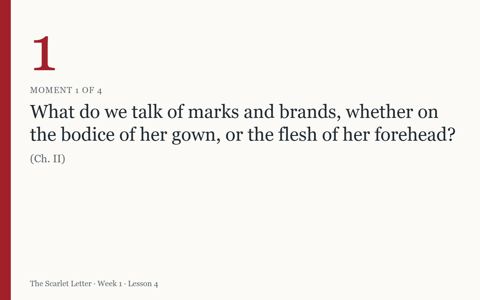 1
MOMENT 1 OF 4
What do we talk of marks and brands, whether on
the bodice of her gown, or the flesh of her forehead?
(Ch. II)
The Scarlet Letter · Week 1 · Lesson 4